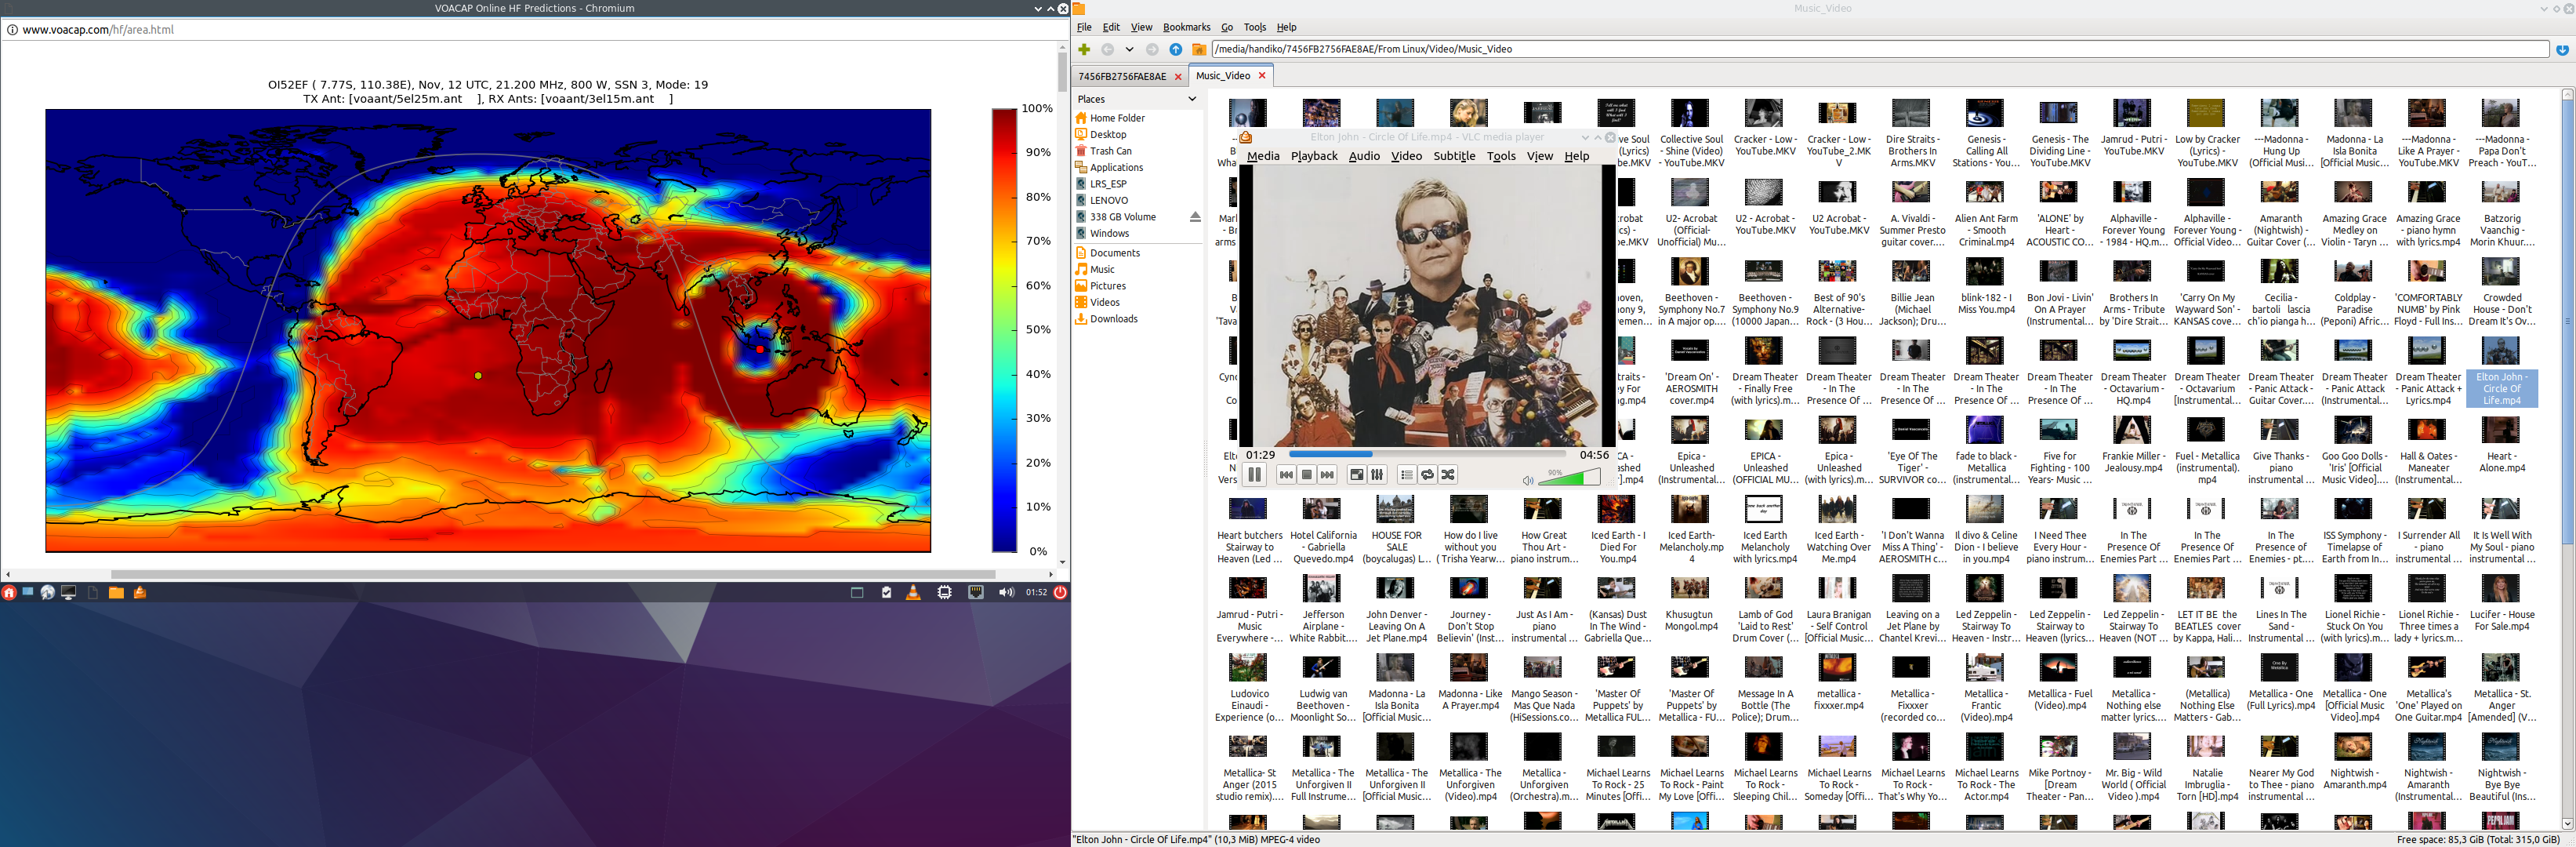 VOACAP Online HF Predictions - Chromium
www.voacap.com/hf/area.html
OI52EF ( 7.77S, 110.38E), Nov, 12 UTC, 21.200 MHz, 800 W, SSN 3, Mode: 19
TX Ant: [voaant/5el25m.ant ], RX Ants: [voaant/3el15m.ant ]
100%
90%
80%
70%
60%
50%
40%
30%
20%
10%
0%
01:52
Music_Video
File Edit View Bookmarks Go Tools Help
/media/handiko/7456FB2756FAE8AE/From Linux/Video/Music_Video
7456FB2756FAE8AE
Music_Video
Places
Home Folder
Desktop
Trash Can
Applications
LRS_ESP
LENOVO
338 GB Volume
Windows
Documents
Music
Pictures
Videos
Downloads
Elton John - Circle Of Life.mp4 - VLC media player
Media Playback Audio Video Subtitle Tools View Help
01:29
04:56
90%
Collective Soul
- Shine (Video)
- YouTube.MKV
Cracker - Low -
YouTube.MKV
Cracker - Low -
YouTube_2.MK
V
Dire Straits -
Brothers In
Arms.MKV
Genesis -
Calling All
Stations - You...
Genesis - The
Dividing Line -
YouTube.MKV
Jamrud - Putri -
YouTube.MKV
Low by Cracker
(Lyrics) -
YouTube.MKV
---Madonna -
Hung Up
(Official Musi...
Madonna - La
Isla Bonita
[Official Music...
---Madonna -
Like A Prayer -
YouTube.MKV
---Madonna -
Papa Don't
Preach - YouT...
U2- Acrobat
(Official-
Unofficial) Mu...
U2 - Acrobat -
YouTube.MKV
U2 Acrobat -
YouTube.MKV
A. Vivaldi -
Summer Presto
guitar cover....
Alien Ant Farm
- Smooth
Criminal.mp4
'ALONE' by
Heart -
ACOUSTIC CO...
Alphaville -
Forever Young
- 1984 - HQ.m...
Alphaville -
Forever Young -
Official Video...
Amaranth
(Nightwish) -
Guitar Cover (...
Amazing Grace
Medley on
Violin - Taryn ...
Amazing Grace
- piano hymn
with lyrics.mp4
Batzorig
Vaanchig -
Morin Khuur....
Beethoven -
Symphony No.7
in A major op....
Beethoven -
Symphony No.9
(10000 Japan...
Best of 90's
Alternative-
Rock - (3 Hou...
Billie Jean
(Michael
Jackson); Dru...
blink-182 - I
Miss You.mp4
Bon Jovi - Livin'
On A Prayer
(Instrumental...
Brothers In
Arms - Tribute
by 'Dire Strait...
'Carry On My
Wayward Son' -
KANSAS cove...
Cecilia -
bartoli lascia
ch'io pianga h...
Coldplay -
Paradise
(Peponi) Afric...
'COMFORTABLY
NUMB' by Pink
Floyd - Full Ins...
Crowded
House - Don't
Dream It's Ov...
'Dream On' -
AEROSMITH
cover.mp4
Dream Theater
- Finally Free
(with lyrics).m...
Dream Theater
- In The
Presence Of ...
Dream Theater
- In The
Presence Of ...
Dream Theater
- In The
Presence Of ...
Dream Theater
- In The
Presence Of ...
Dream Theater
- Octavarium -
HQ.mp4
Dream Theater
- Octavarium
[Instrumental...
Dream Theater
- Panic Attack -
Guitar Cover....
Dream Theater
- Panic Attack
(Instrumental...
Dream Theater
- Panic Attack +
Lyrics.mp4
Elton John -
Circle Of
Life.mp4
Epica -
Unleashed
(Instrumental...
EPICA -
Unleashed
(OFFICIAL MU...
Epica -
Unleashed
(with lyrics).m...
'Eye Of The
Tiger' -
SURVIVOR co...
fade to black -
Metallica
(instrumental...
Five for
Fighting - 100
Years- Music ...
Frankie Miller -
Jealousy.mp4
Fuel - Metallica
(instrumental).
mp4
Give Thanks -
piano
instrumental ...
Goo Goo Dolls -
'Iris' [Official
Music Video]....
Hall & Oates -
Maneater
(Instrumental...
Heart -
Alone.mp4
Heart butchers
Stairway to
Heaven (Led ...
Hotel California
- Gabriella
Quevedo.mp4
HOUSE FOR
SALE
(boycalugas) L...
How do I live
without you
( Trisha Yearw...
How Great
Thou Art -
piano instrum...
Iced Earth - I
Died For
You.mp4
Iced Earth-
Melancholy.mp
4
Iced Earth
Melancholy
with lyrics.mp4
Iced Earth -
Watching Over
Me.mp4
'I Don't Wanna
Miss A Thing' -
AEROSMITH c...
Il divo & Celine
Dion - I believe
in you.mp4
I Need Thee
Every Hour -
piano instrum...
In The
Presence Of
Enemies Part ...
In The
Presence Of
Enemies Part ...
In The
Presence of
Enemies - pt....
ISS Symphony -
Timelapse of
Earth from In...
I Surrender All
- piano
instrumental ...
It Is Well With
My Soul - piano
instrumental ...
Jamrud - Putri -
Music
Everywhere -...
Jefferson
Airplane -
White Rabbit....
John Denver -
Leaving On A
Jet Plane.mp4
Journey -
Don't Stop
Believin' (Inst...
Just As I Am -
piano
instrumental ...
(Kansas) Dust
In The Wind -
Gabriella Que...
Khusugtun
Mongol.mp4
Lamb of God
'Laid to Rest'
Drum Cover (...
Laura Branigan
- Self Control
[Official Music...
Leaving on a
Jet Plane by
Chantel Krevi...
Led Zeppelin -
Stairway To
Heaven - Instr...
Led Zeppelin -
Stairway to
Heaven (lyrics...
Led Zeppelin -
Stairway To
Heaven (NOT ...
LET IT BE the
BEATLES cover
by Kappa, Hali...
Lines In The
Sand -
Instrumental ...
Lionel Richie -
Stuck On You
(with lyrics).m...
Lionel Richie -
Three times a
lady + lyrics.m...
Lucifer - House
For Sale.mp4
Ludovico
Einaudi -
Experience (o...
Ludwig van
Beethoven -
Moonlight So...
Madonna - La
Isla Bonita
[Official Music...
Madonna - Like
A Prayer.mp4
Mango Season -
Mas Que Nada
(HiSessions.co...
'Master Of
Puppets' by
Metallica FUL...
'Master Of
Puppets' by
Metallica - FU...
Message In A
Bottle (The
Police); Drum...
metallica -
fixxxer.mp4
Metallica -
Fixxxer
(recorded co...
Metallica -
Frantic
(Video).mp4
Metallica - Fuel
(Video).mp4
Metallica -
Nothing else
matter lyrics....
(Metallica)
Nothing Else
Matters - Gab...
Metallica - One
(Full Lyrics).mp4
Metallica - One
[Official Music
Video].mp4
Metallica's
'One' Played on
One Guitar.mp4
Metallica - St.
Anger
[Amended] (V...
Metallica- St
Anger (2015
studio remix)....
Metallica - The
Unforgiven II
Full Instrume...
Metallica - The
Unforgiven II
[Official Music...
Metallica - The
Unforgiven
(Video).mp4
Metallica -
Unforgiven
(Orchestra).m...
Michael Learns
To Rock - 25
Minutes [Offi...
Michael Learns
To Rock - Paint
My Love [Offi...
Michael Learns
To Rock -
Sleeping Chil...
Michael Learns
To Rock -
Someday [Offi...
Michael Learns
To Rock -
That's Why Yo...
Michael Learns
To Rock - The
Actor.mp4
Mike Portnoy -
[Dream
Theater - Pan...
Mr. Big - Wild
World ( Official
Video ).mp4
Natalie
Imbruglia -
Torn [HD].mp4
Nearer My God
to Thee - piano
instrumental ...
Nightwish -
Amaranth.mp4
Nightwish -
Amaranth
(Instrumental...
Nightwish -
Bye Bye
Beautiful (Ins...
"Elton John - Circle Of Life.mp4" (10,3 MiB) MPEG-4 video
Free space: 85,3 GiB (Total: 315,0 GiB)